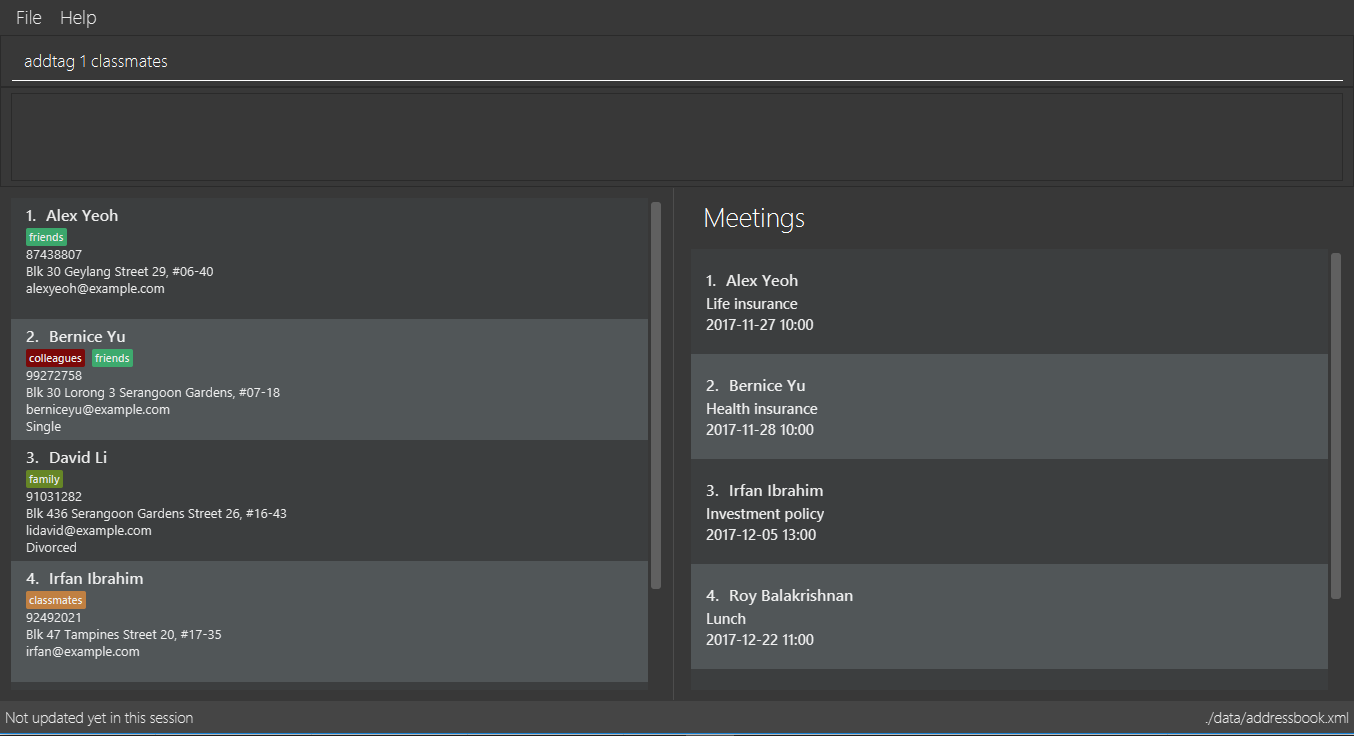 File Help
addtag 1 classmates
1. Alex Yeoh
friends
87438807
Blk 30 Geylang Street 29, #06-40
alexyeoh@example.com
2. Bernice Yu
colleagues friends
99272758
Blk 30 Lorong 3 Serangoon Gardens, #07-18
berniceyu@example.com
Single
3. David Li
family
91031282
Blk 436 Serangoon Gardens Street 26, #16-43
lidavid@example.com
Divorced
4. Irfan Ibrahim
classmates
92492021
Blk 47 Tampines Street 20, #17-35
irfan@example.com
Meetings
1. Alex Yeoh
Life insurance
2017-11-27 10:00
2. Bernice Yu
Health insurance
2017-11-28 10:00
3. Irfan Ibrahim
Investment policy
2017-12-05 13:00
4. Roy Balakrishnan
Lunch
2017-12-22 11:00
Not updated yet in this session
./data/addressbook.xml